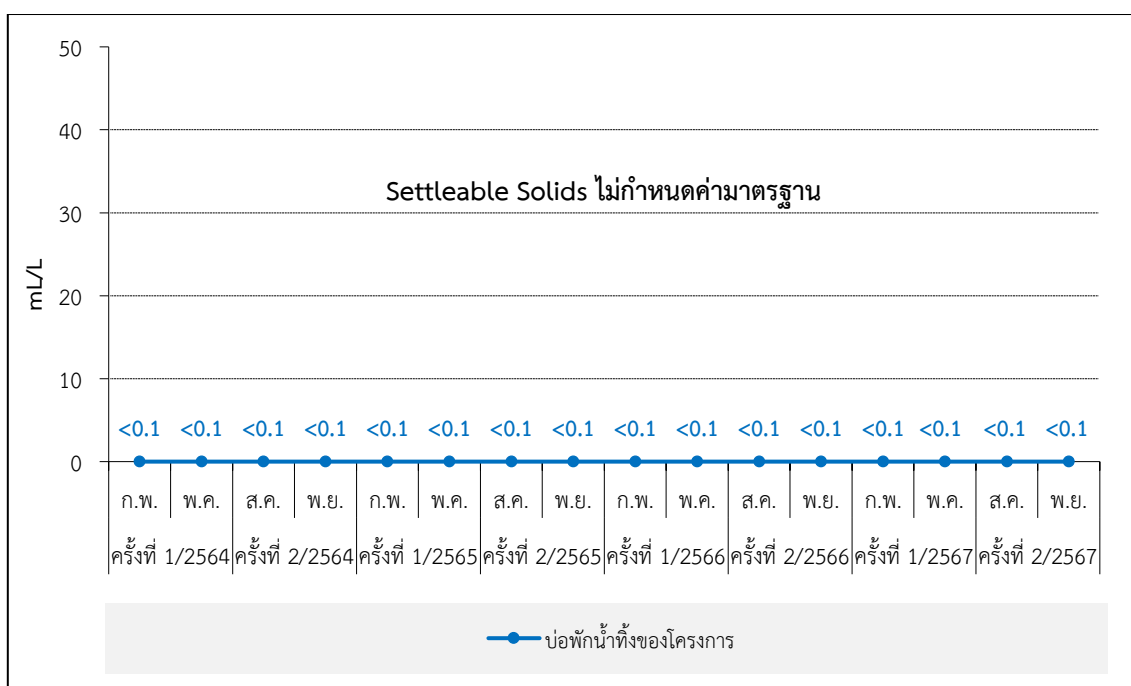 50
40
Settleable Solids ไม่กำหนดค่ามาตรฐาน
30
mL/L
20
10
<0.1 <0.1 <0.1 <0.1 <0.1 <0.1 <0.1 <0.1 <0.1 <0.1 <0.1 <0.1 <0.1 <0.1 <0.1 <0.1
0
ก.พ. พ.ค. ส.ค. พ.ย. ก.พ. พ.ค. ส.ค. พ.ย. ก.พ. พ.ค. ส.ค. พ.ย. ก.พ. พ.ค. ส.ค. พ.ย.
ครั้งที่ 1/2564 ครั้งที่ 2/2564 ครั้งที่ 1/2565 ครั้งที่ 2/2565 ครั้งที่ 1/2566 ครั้งที่ 2/2566 ครั้งที่ 1/2567 ครั้งที่ 2/2567
บ่อพักน้ำทิ้งของโครงการ